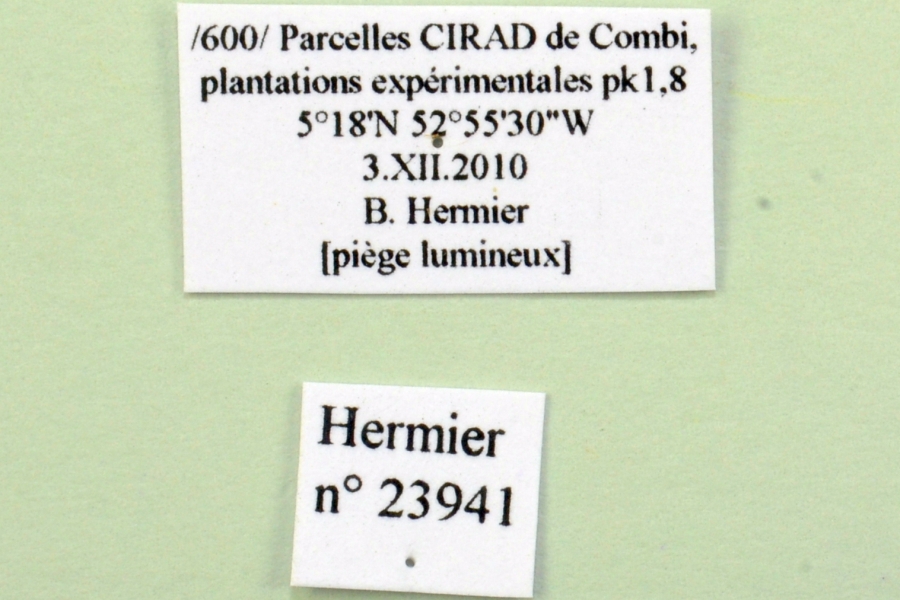 /600/ Parcelles CIRAD de Combi,
plantations expérimentales pk1,8
5°18'N 52°55'30"W
3.XII.2010
B. Hermier
[piège lumineux]
Hermier
n° 23941